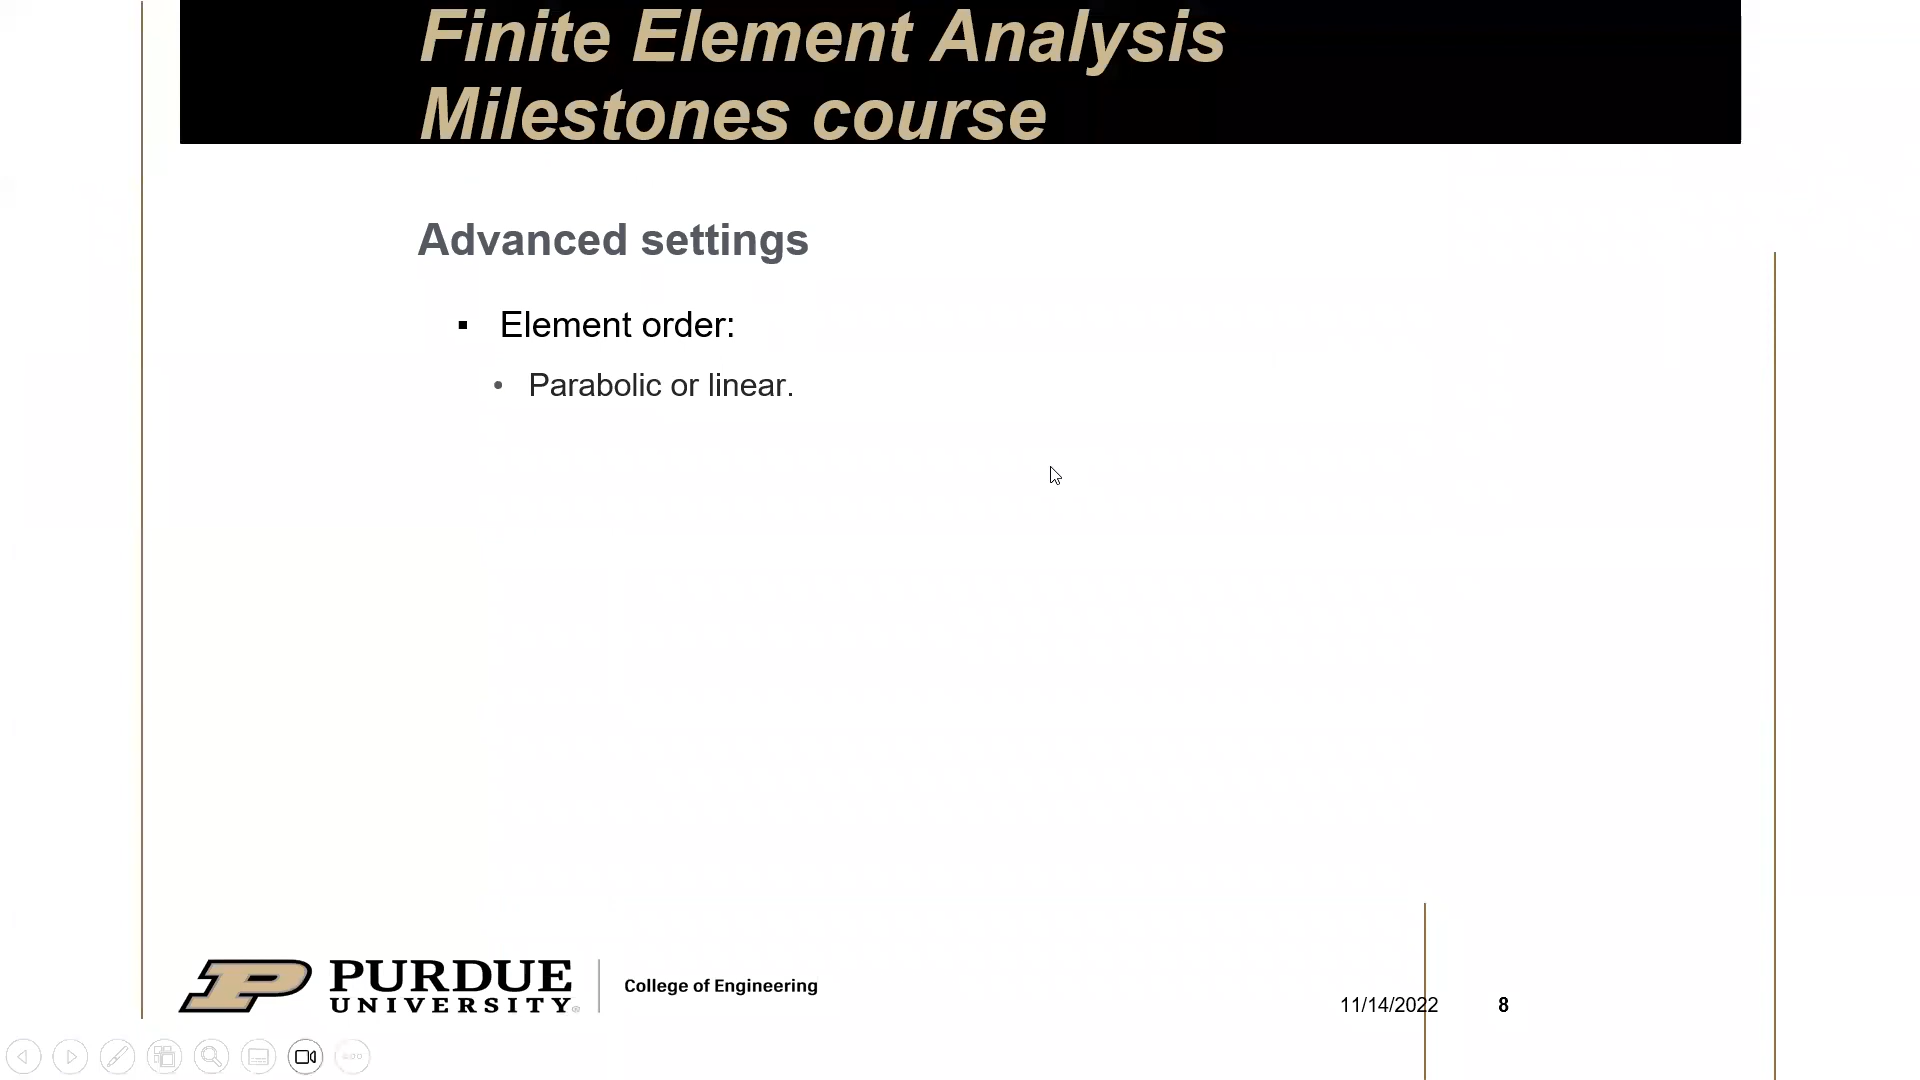 Finite Element Analysis
Milestones course
Advanced settings
▪ Element order:
• Parabolic or linear.
PURDUE
UNIVERSITY®
College of Engineering
11/14/2022
8